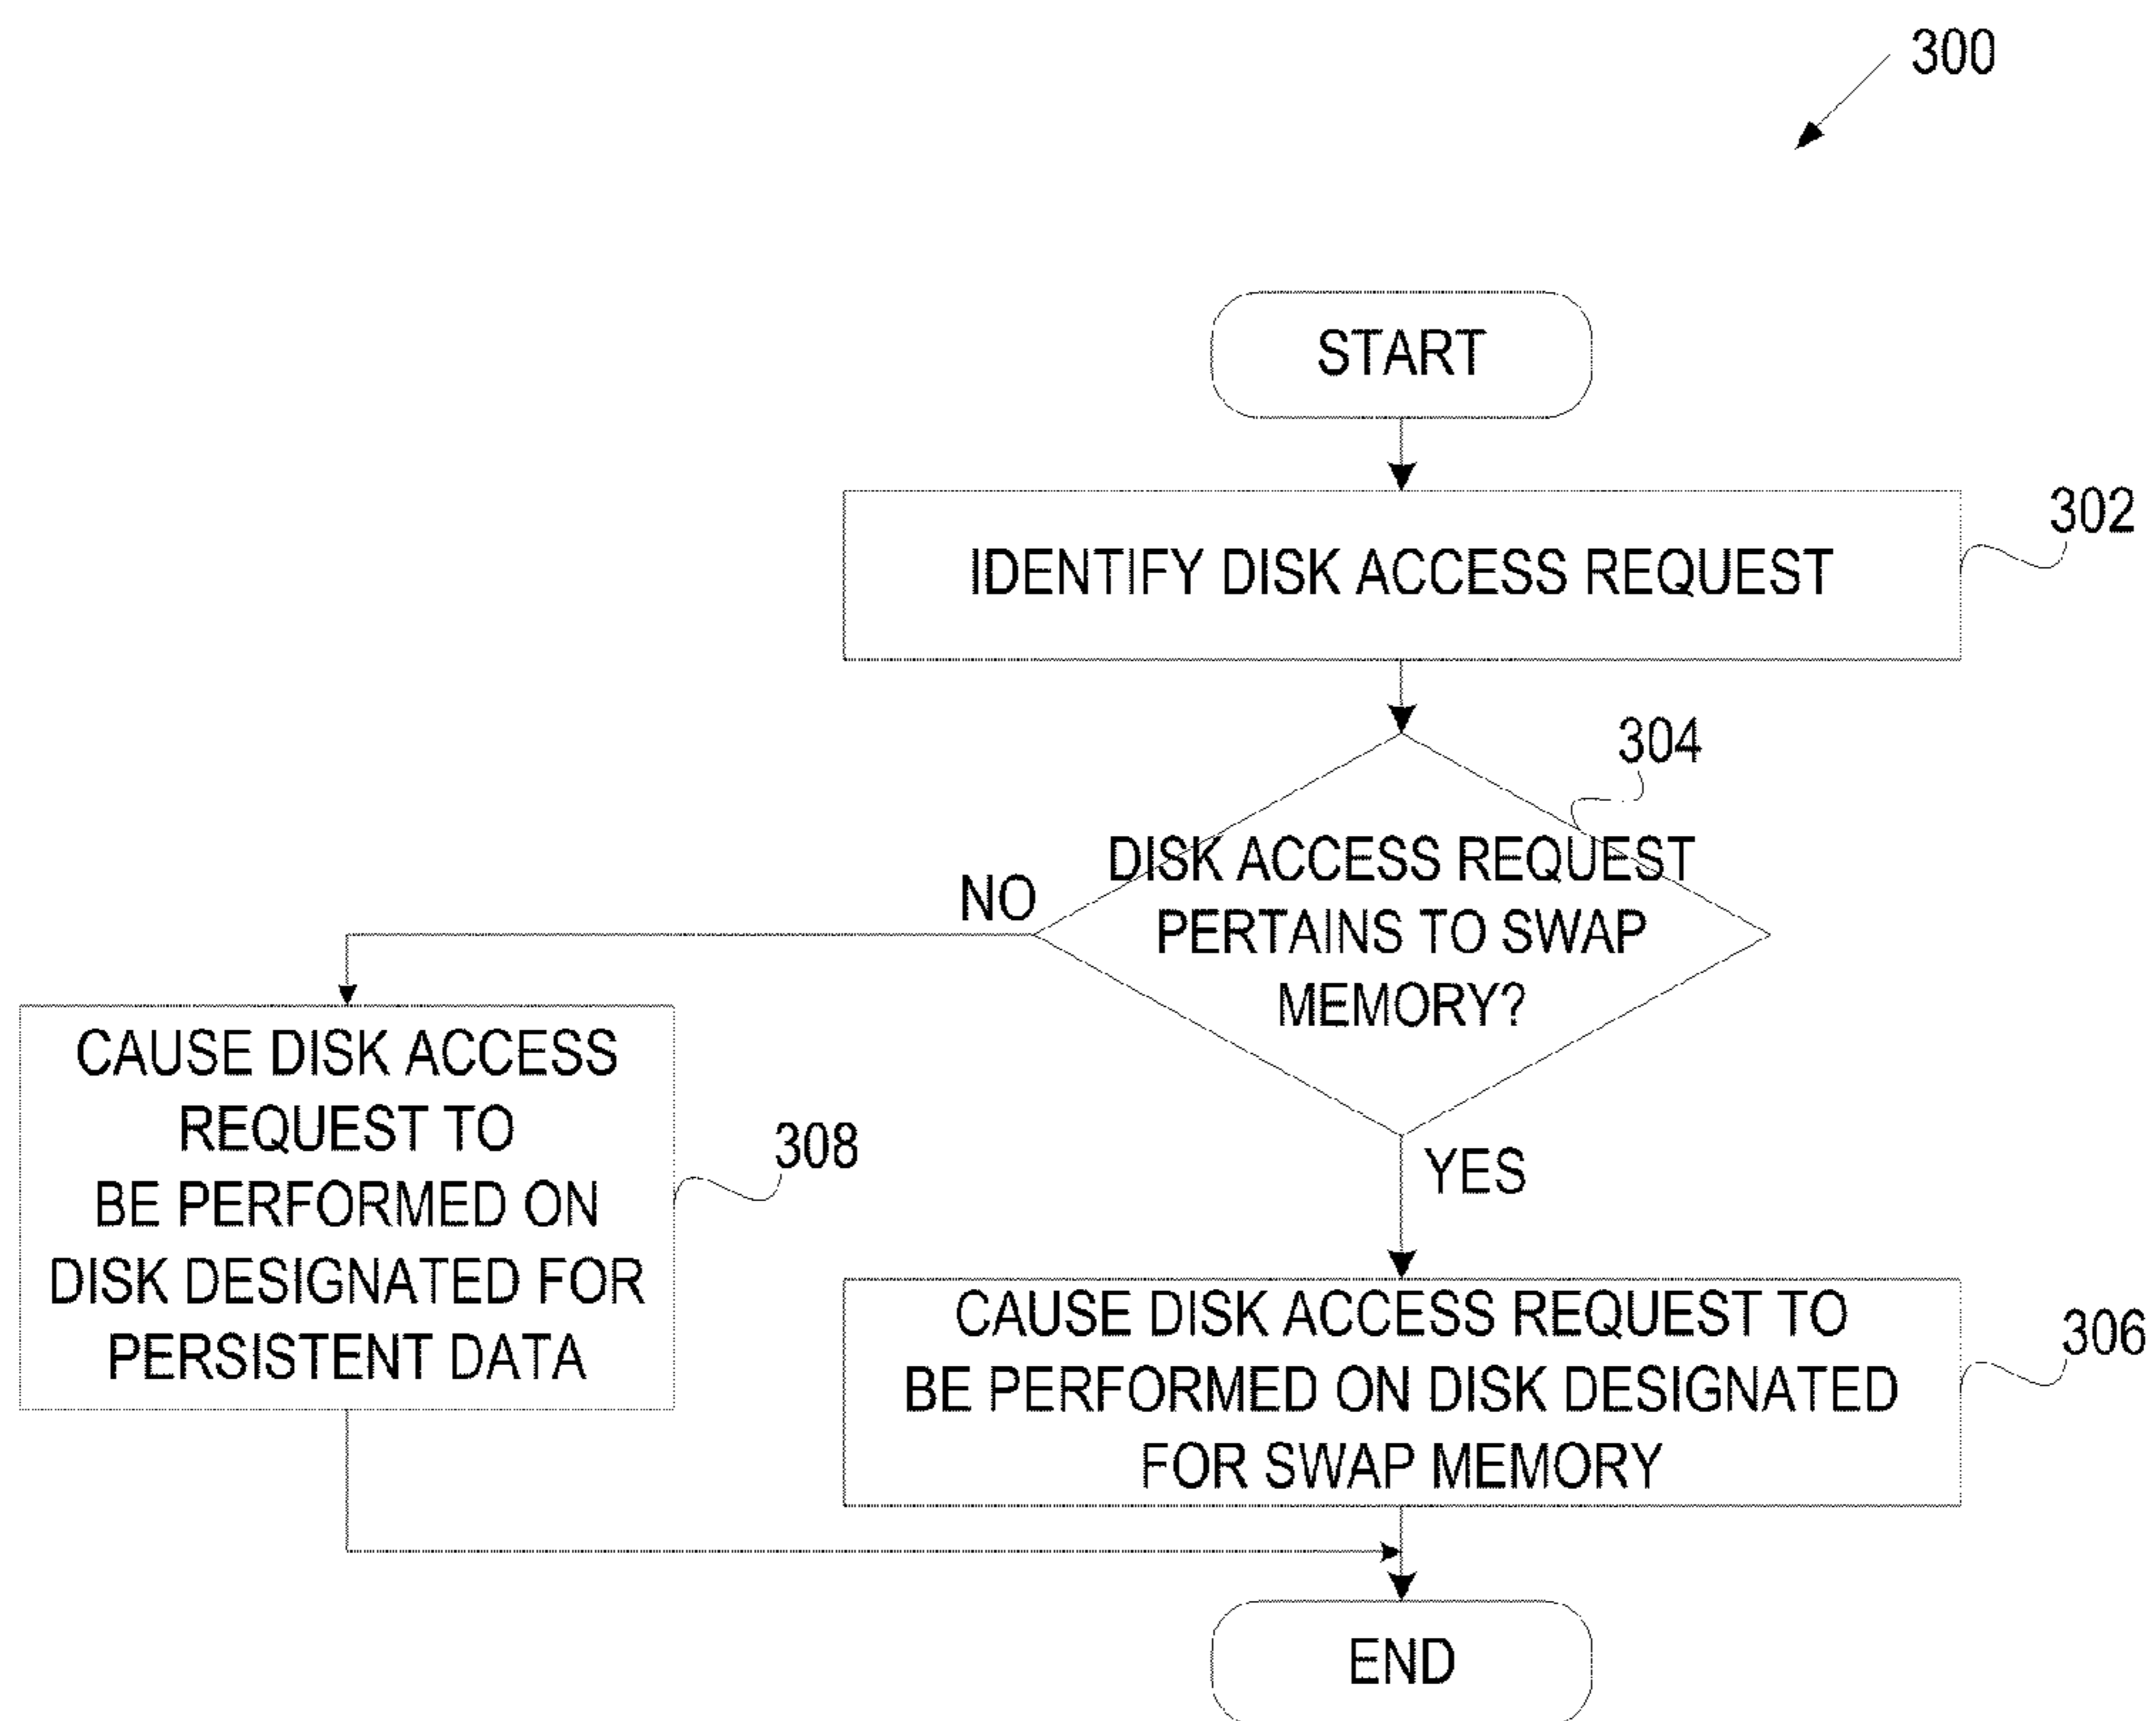 300
START
IDENTIFY DISK ACCESS REQUEST
302
304
DISK ACCESS REQUEST
PERTAINS TO SWAP
MEMORY?
NO
YES
CAUSE DISK ACCESS
REQUEST TO
BE PERFORMED ON
DISK DESIGNATED FOR
PERSISTENT DATA
308
CAUSE DISK ACCESS REQUEST TO
BE PERFORMED ON DISK DESIGNATED
FOR SWAP MEMORY
306
END